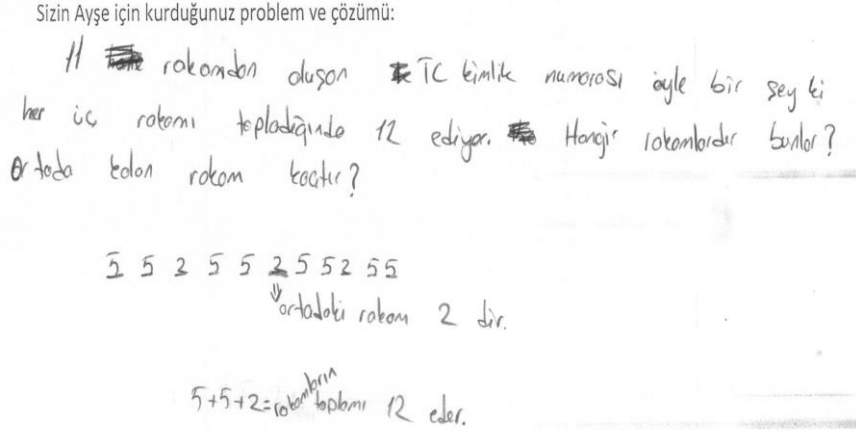 Sizin Ayşe için kurduğunuz problem ve çözümü:
11 rakamdan oluşan TC kimlik numarası öyle bir şey ki
her üç rakamı topladığında 12 ediyor. Hangi rakamlardır bunlar?
Ortada kalan rakam kaçtır?
5 5 2 5 5 2 5 5 2 5 5
⇓ ortadaki rakam 2 dir.
5+5+2= rakamların toplamı 12 eder.